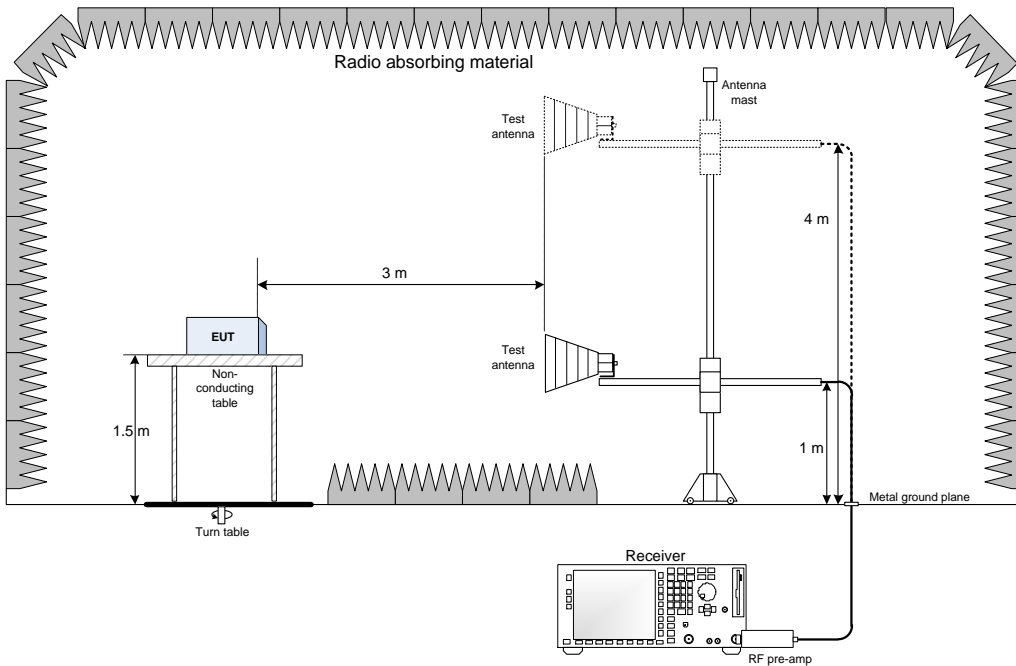 Radio absorbing material
Antenna
mast
Test
antenna
4 m
3 m
EUT
Test
antenna
Non-
conducting
table
1.5 m
1 m
Metal ground plane
Turn table
Receiver
RF pre-amp